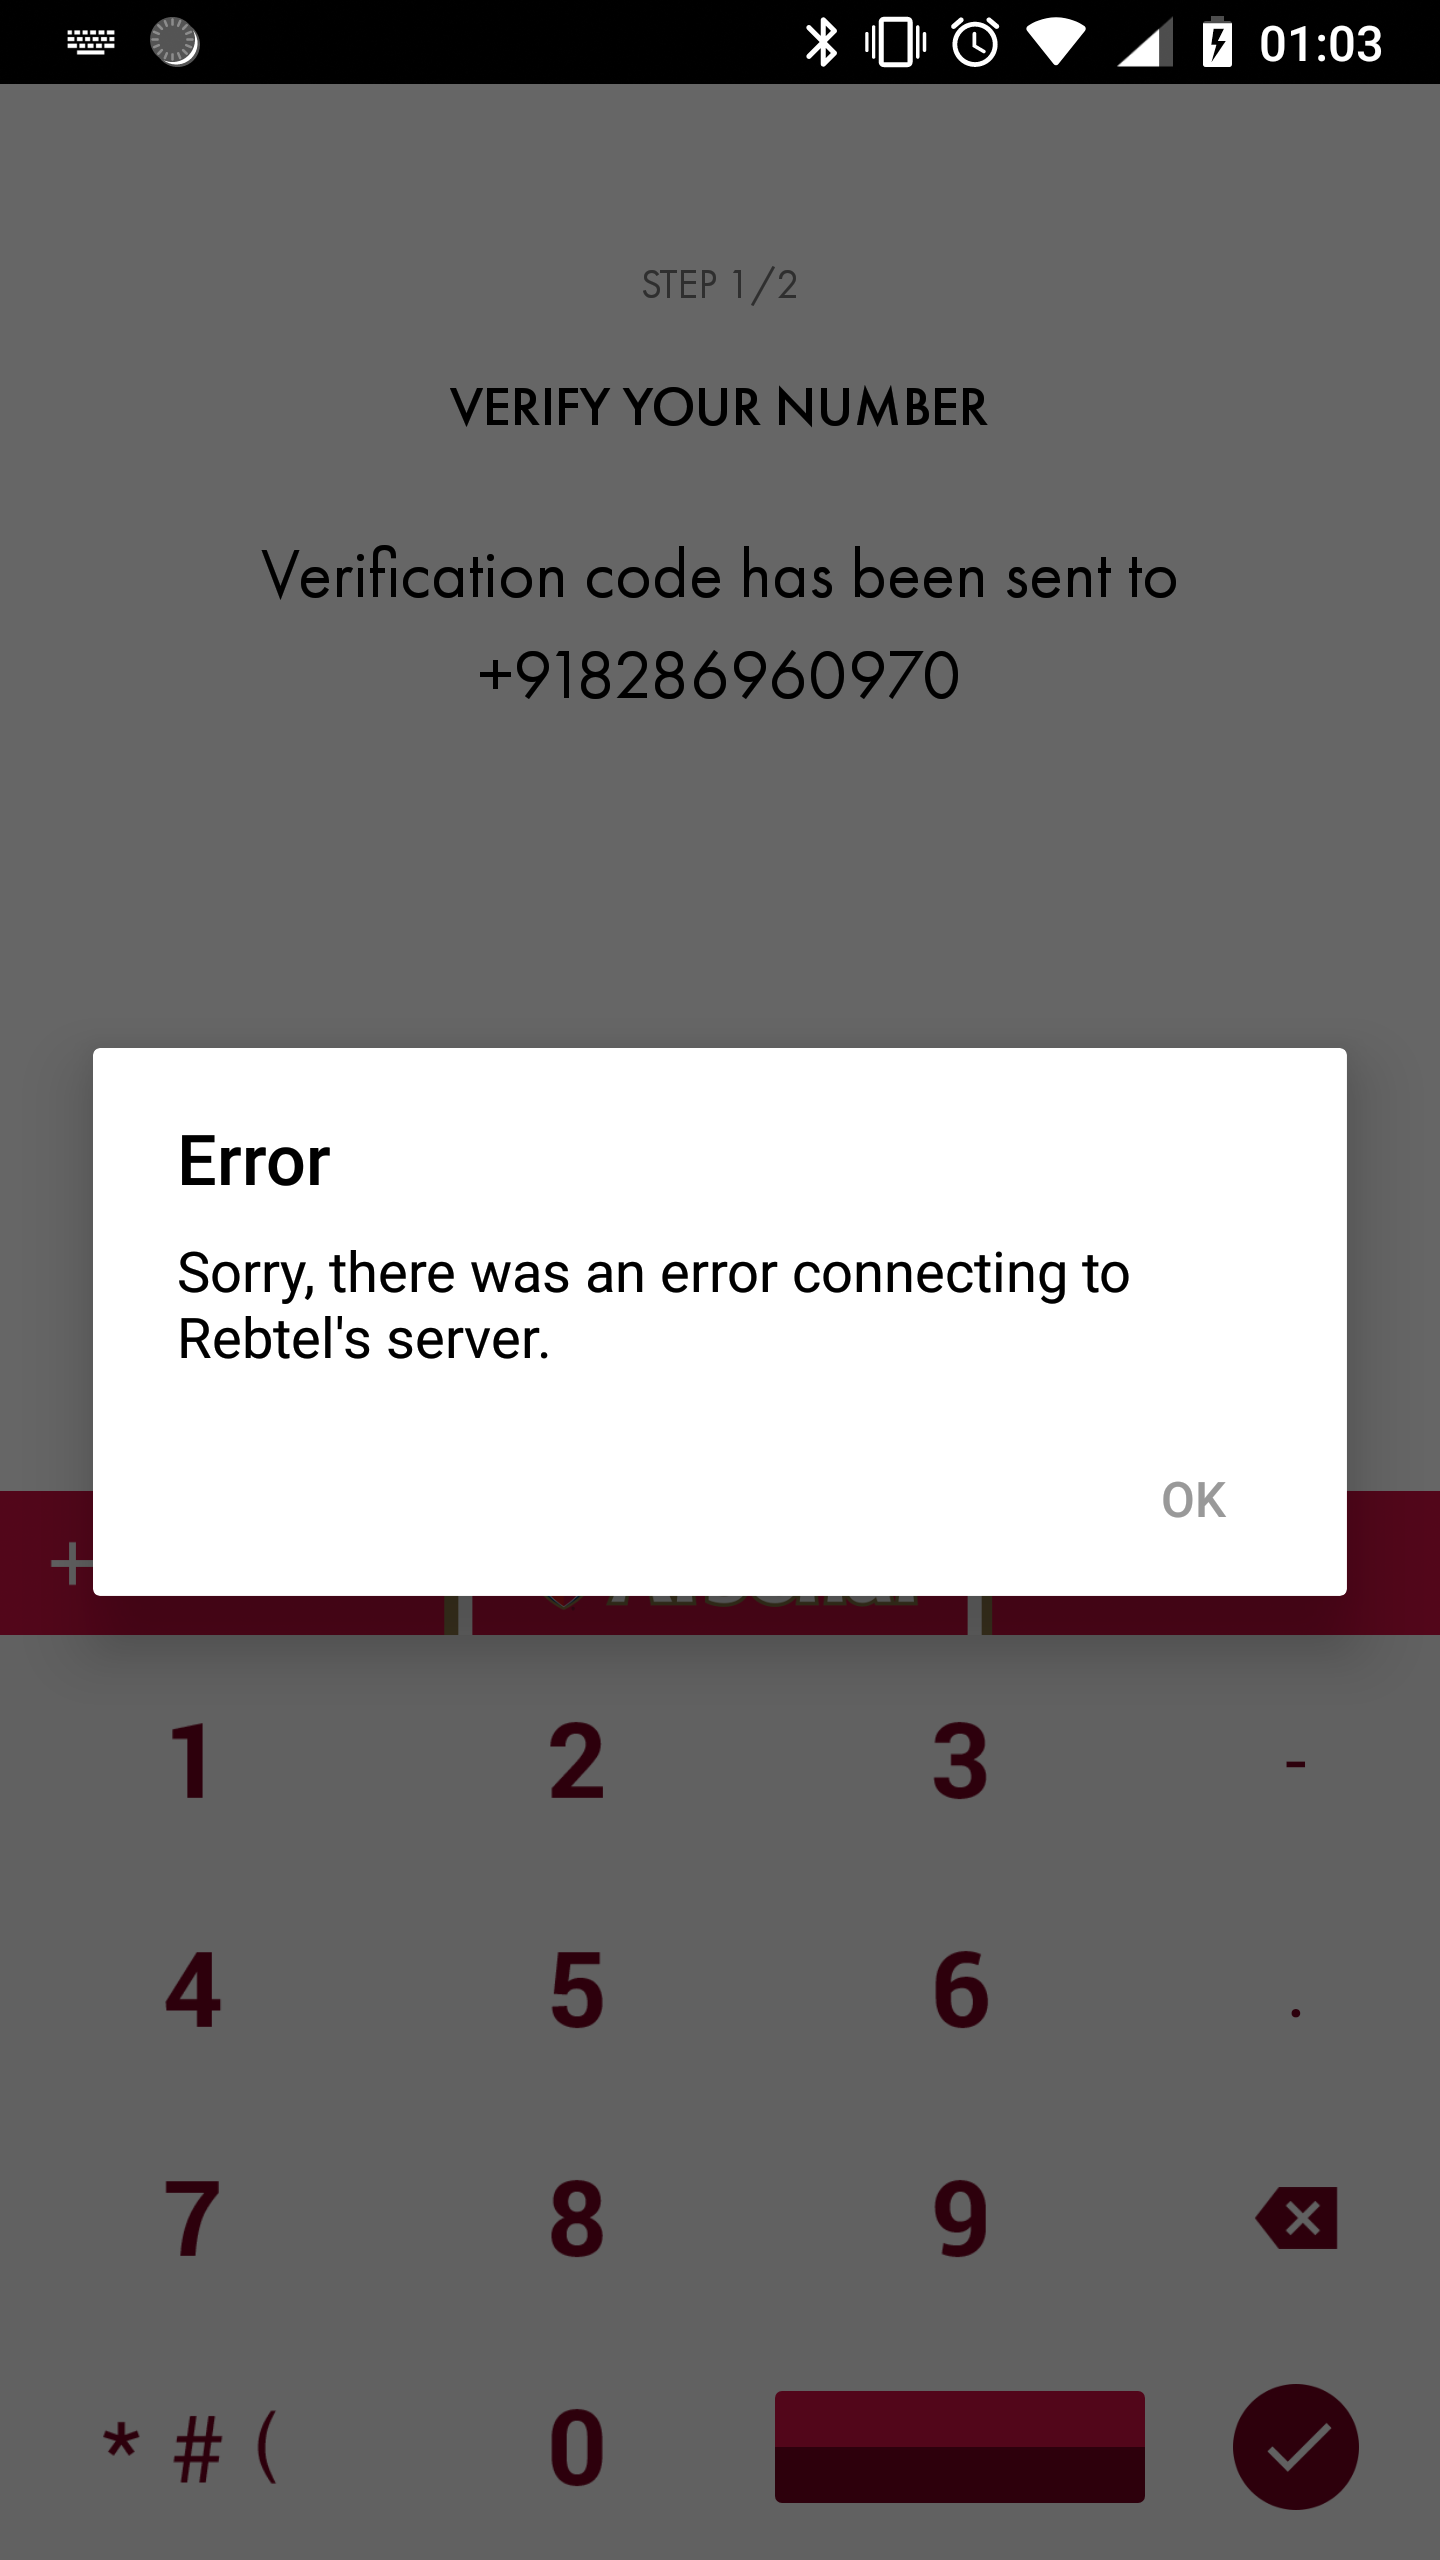 01:03
STEP 1/2
VERIFY YOUR NUMBER
Verification code has been sent to
+918286960970
Error
Sorry, there was an error connecting to
Rebtel's server.
OK
+
1 2 3 -
4 5 6 .
7 8 9
* # ( 0